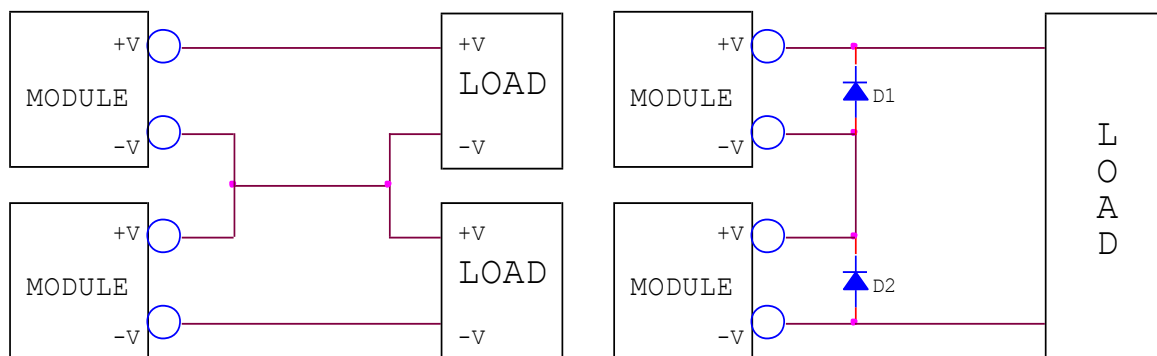 +V
MODULE
-V
+V
LOAD
-V
+V
MODULE
-V
+V
LOAD
-V
+V
MODULE
-V
D1
+V
MODULE
-V
D2
L
O
A
D